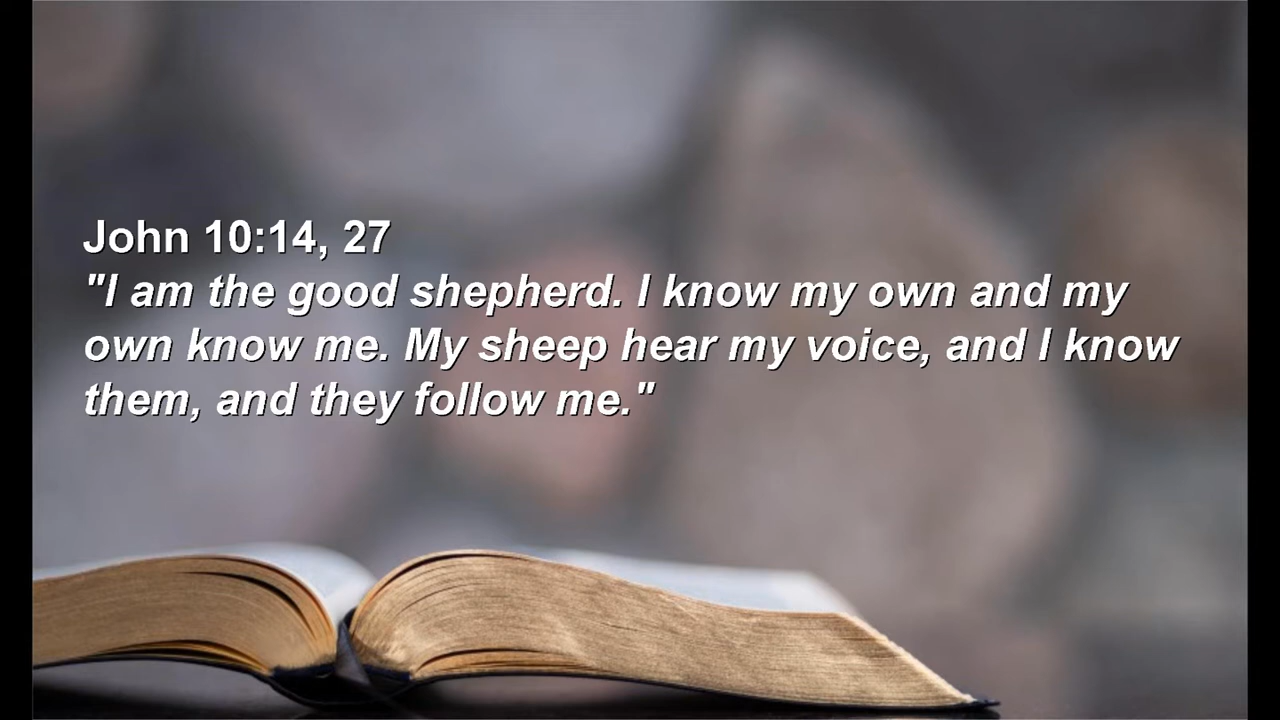 John 10:14, 27
"I am the good shepherd. I know my own and my
own know me. My sheep hear my voice, and I know
them, and they follow me."